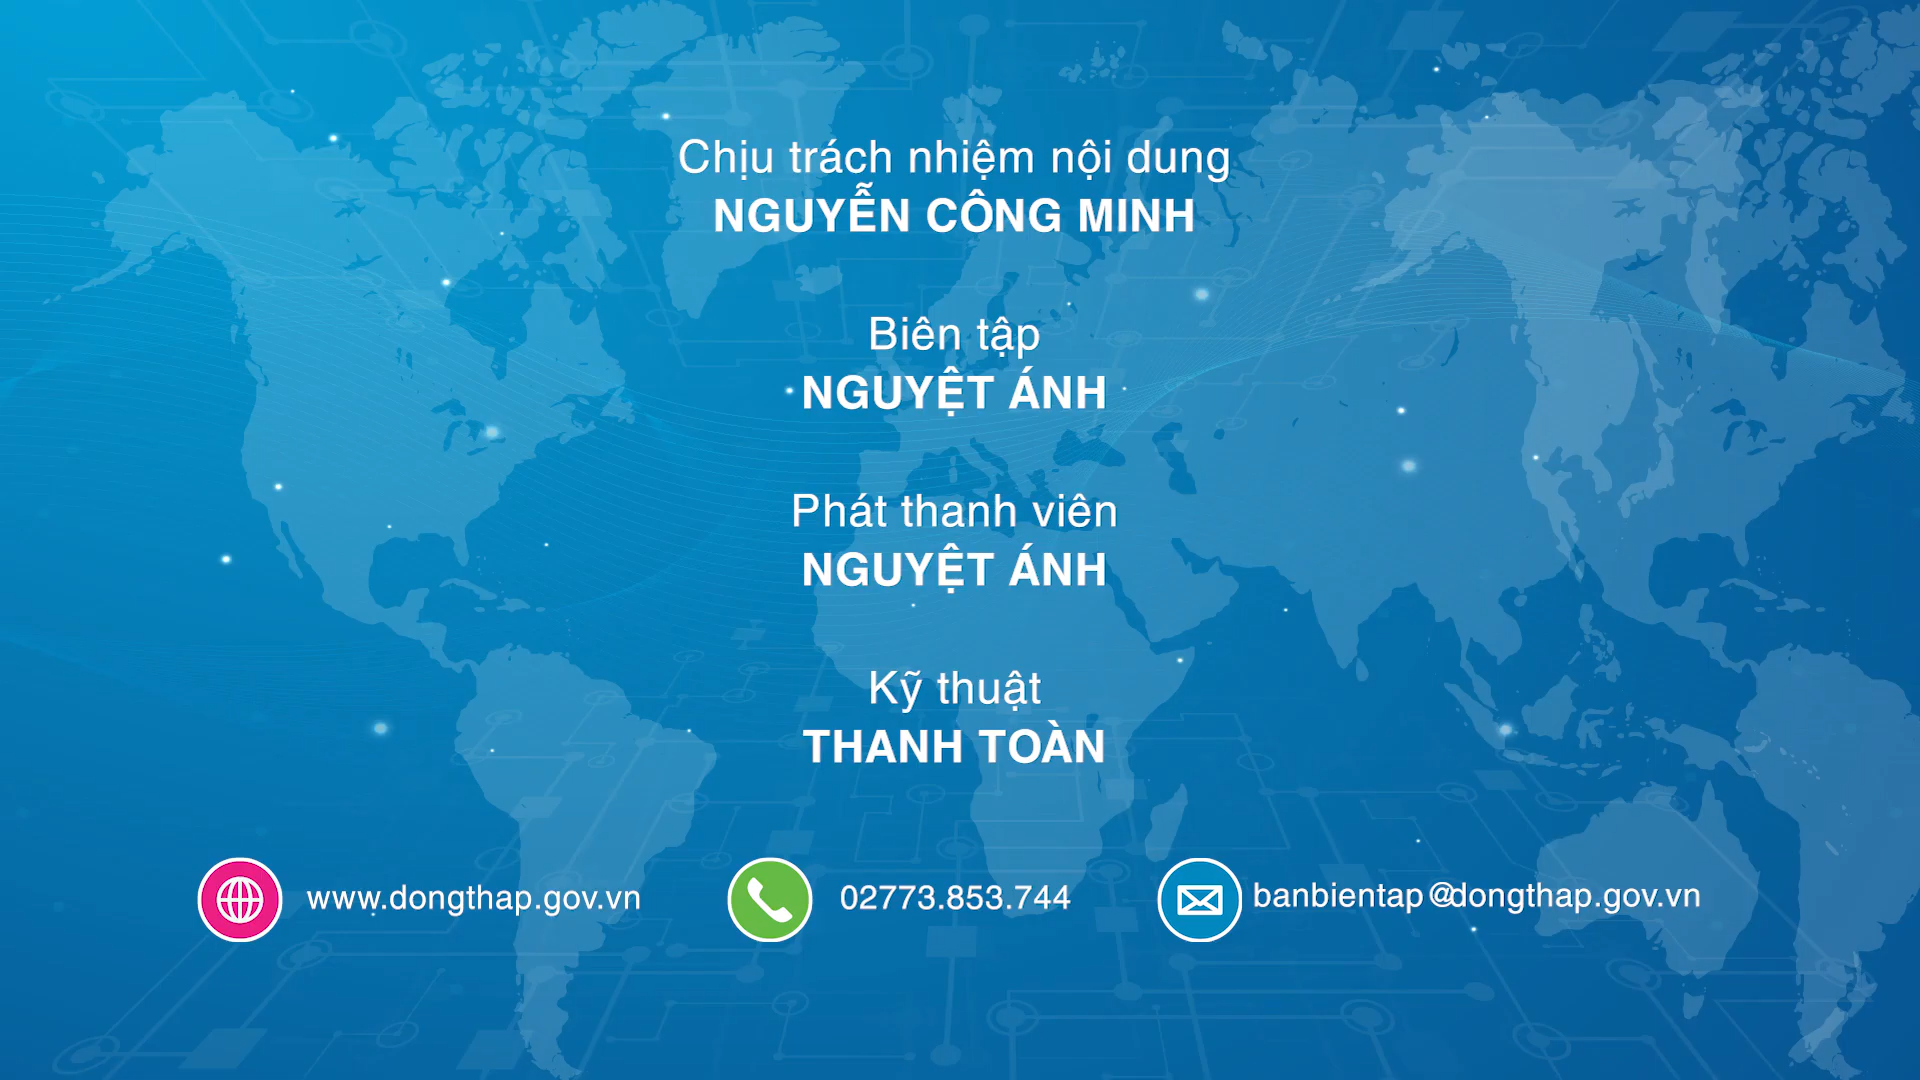 Chịu trách nhiệm nội dung
NGUYỄN CÔNG MINH
Biên tập
NGUYỆT ÁNH
Phát thanh viên
NGUYỆT ÁNH
Kỹ thuật
THANH TOÀN
www.dongthap.gov.vn
02773.853.744
banbientap@dongthap.gov.vn